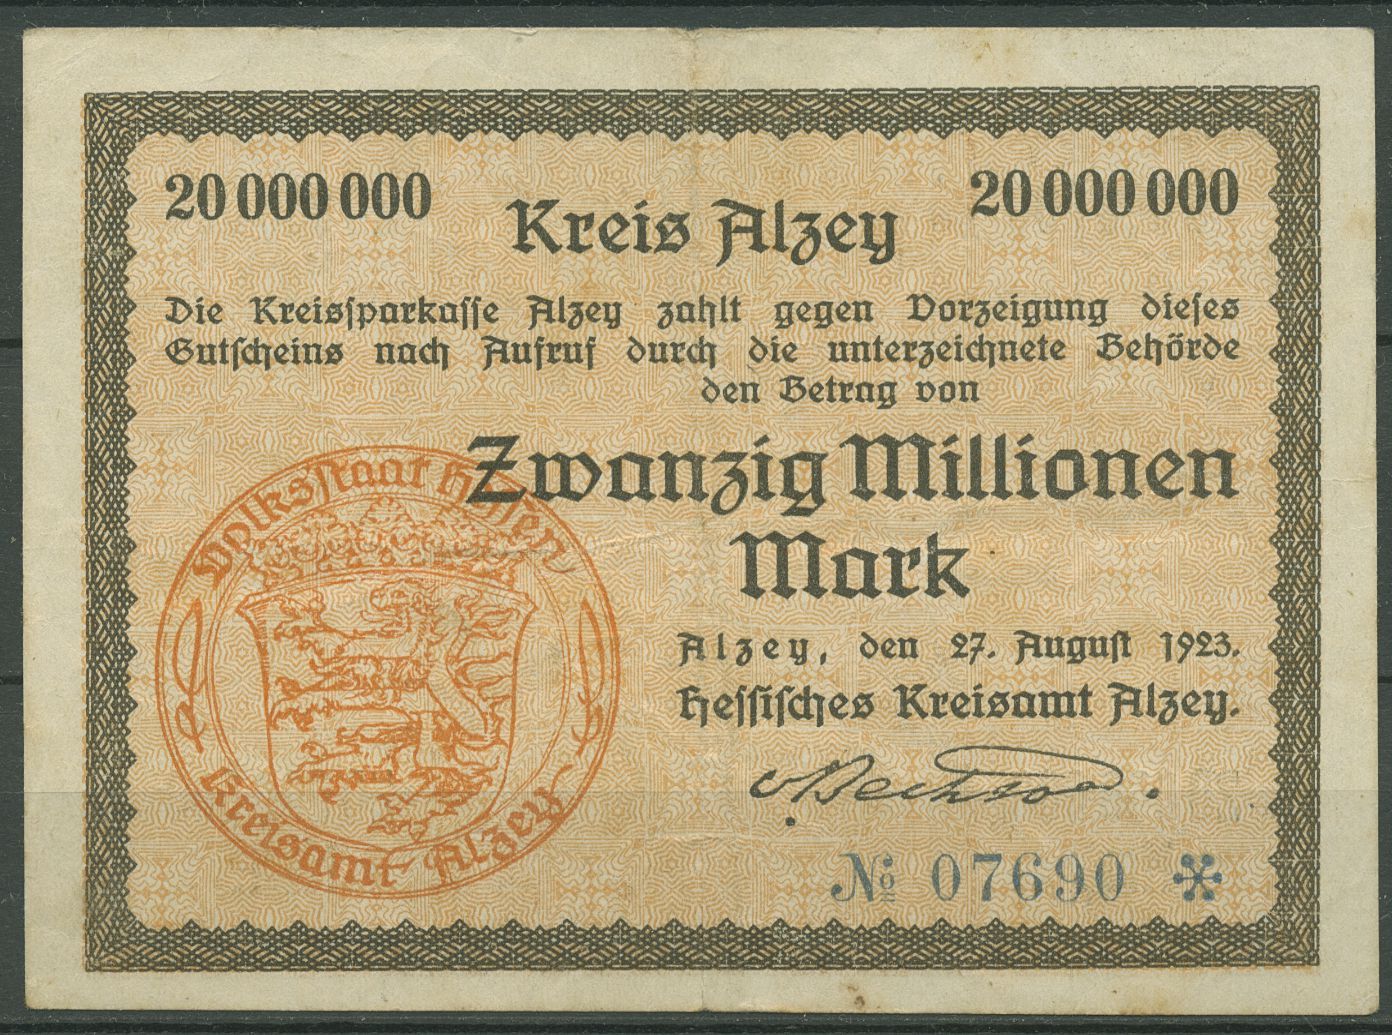 20 000 000
20 000 000
Kreis Alzey
Die Kreissparkasse Alzey zahlt gegen Vorzeigung dieses
Gutscheins nach Aufruf durch die unterzeichnete Behörde
den Betrag von
Zwanzig Millionen
Mark
Volksstaat Hessen
Kreisamt Alzey
Alzey, den 27. August 1923.
Hessisches Kreisamt Alzey.
№ 07690 *